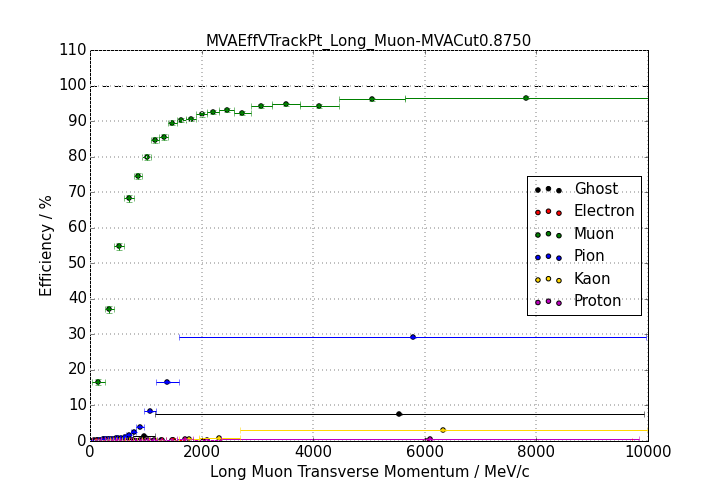 MVAEffVTrackPt_Long_Muon-MVACut0.8750
110
100
90
80
70
60
50
40
30
20
10
0
Efficiency / %
Ghost
Electron
Muon
Pion
Kaon
Proton
0 2000 4000 6000 8000 10000
Long Muon Transverse Momentum / MeV/c